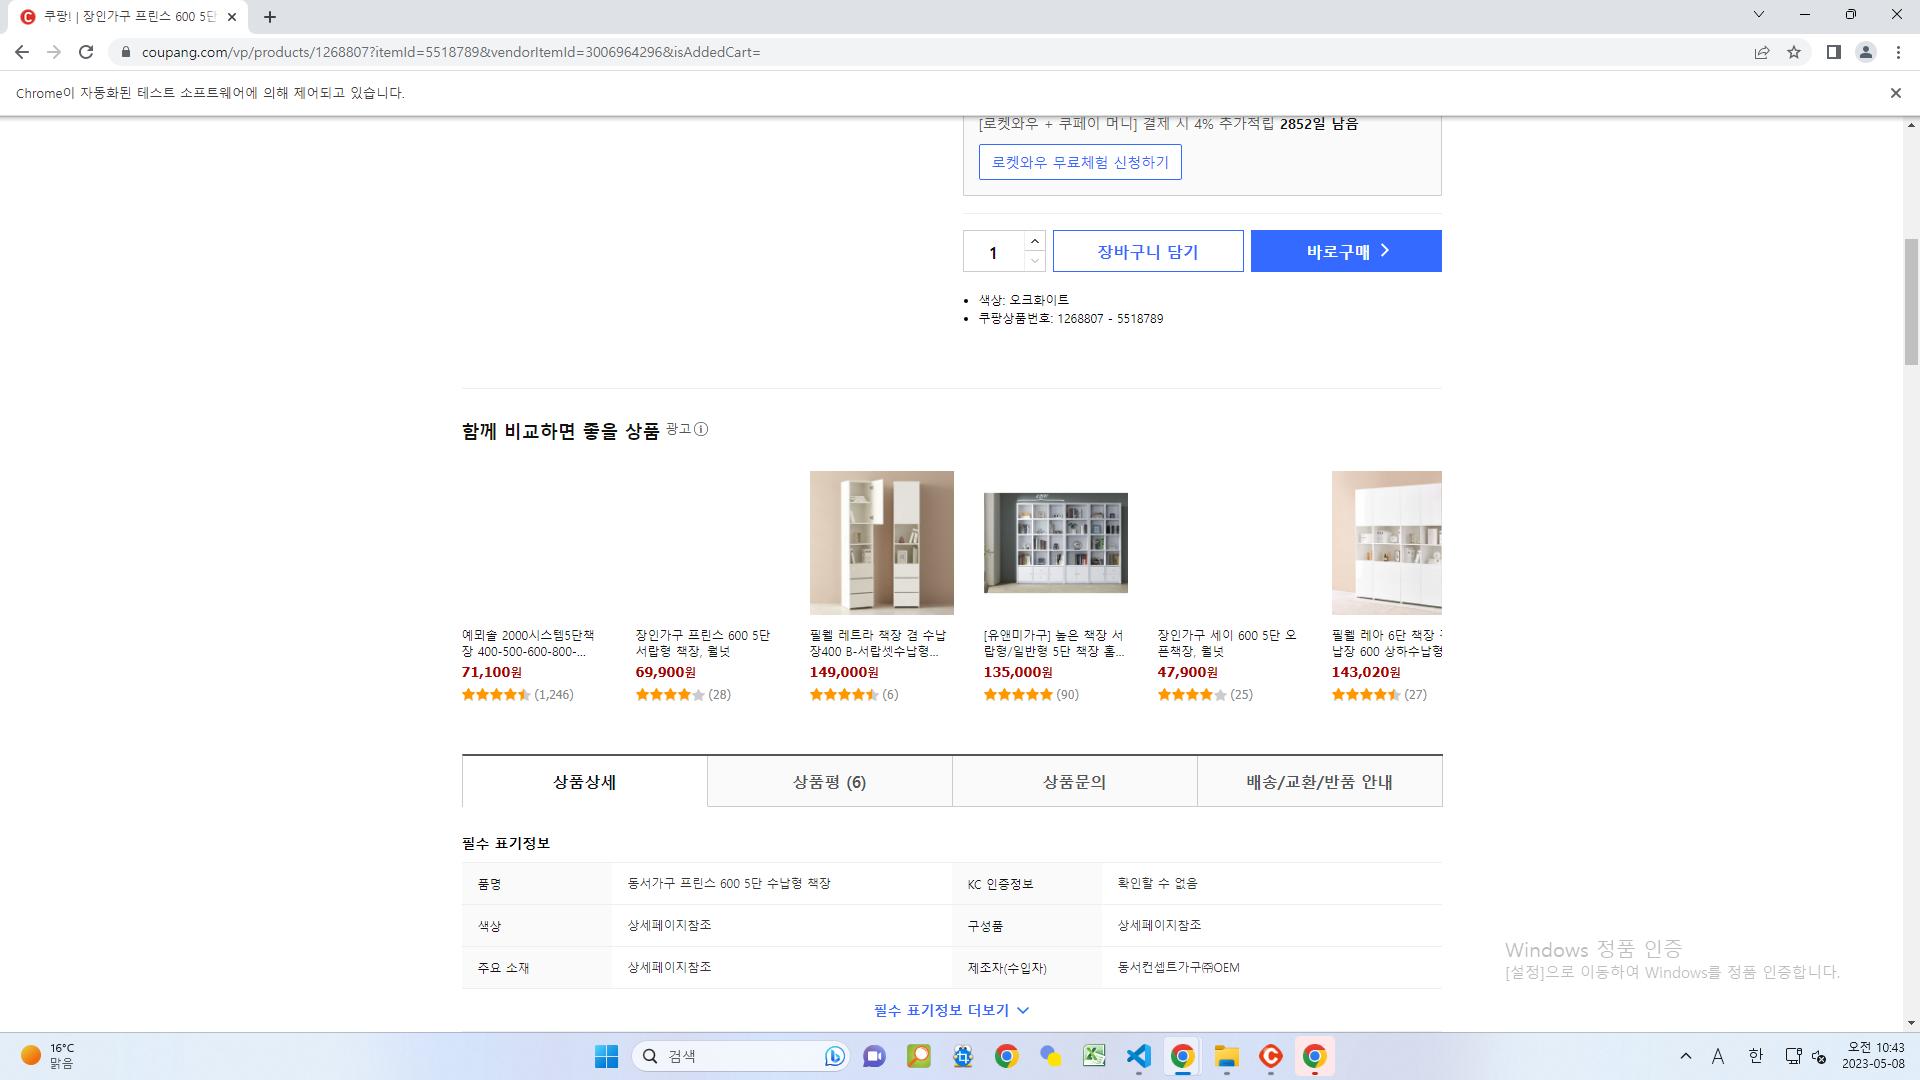 쿠팡! | 장인가구 프린스 600 5단
coupang.com/vp/products/1268807?itemId=5518789&vendorItemId=3006964296&isAddedCart=
Chrome이 자동화된 테스트 소프트웨어에 의해 제어되고 있습니다.
[로켓와우 + 쿠페이 머니] 결제 시 4% 추가적립 2852일 남음
로켓와우 무료체험 신청하기
1
장바구니 담기
바로구매
색상: 오크화이트
쿠팡상품번호: 1268807 - 5518789
함께 비교하면 좋을 상품 광고
예뫼솔 2000시스템5단책
장 400-500-600-800-...
71,100원
(1,246)
장인가구 프린스 600 5단
서랍형 책장, 월넛
69,900원
(28)
필웰 레트라 책장 겸 수납
장400 B-서랍셋수납형...
149,000원
(6)
[유앤미가구] 높은 책장 서
랍형/일반형 5단 책장 홈...
135,000원
(90)
장인가구 세이 600 5단 오
픈책장, 월넛
47,900원
(25)
필웰 레아 6단 책장
납장 600 상하수납형
143,020원
(27)
상품상세
상품평 (6)
상품문의
배송/교환/반품 안내
필수 표기정보
품명
동서가구 프린스 600 5단 수납형 책장
KC 인증정보
확인할 수 없음
색상
상세페이지참조
구성품
상세페이지참조
주요 소재
상세페이지참조
제조자(수입자)
동서컨셉트가구㈜OEM
필수 표기정보 더보기
Windows 정품 인증
[설정]으로 이동하여 Windows를 정품 인증합니다.
16°C
맑음
검색
A
한
오전 10:43
2023-05-08